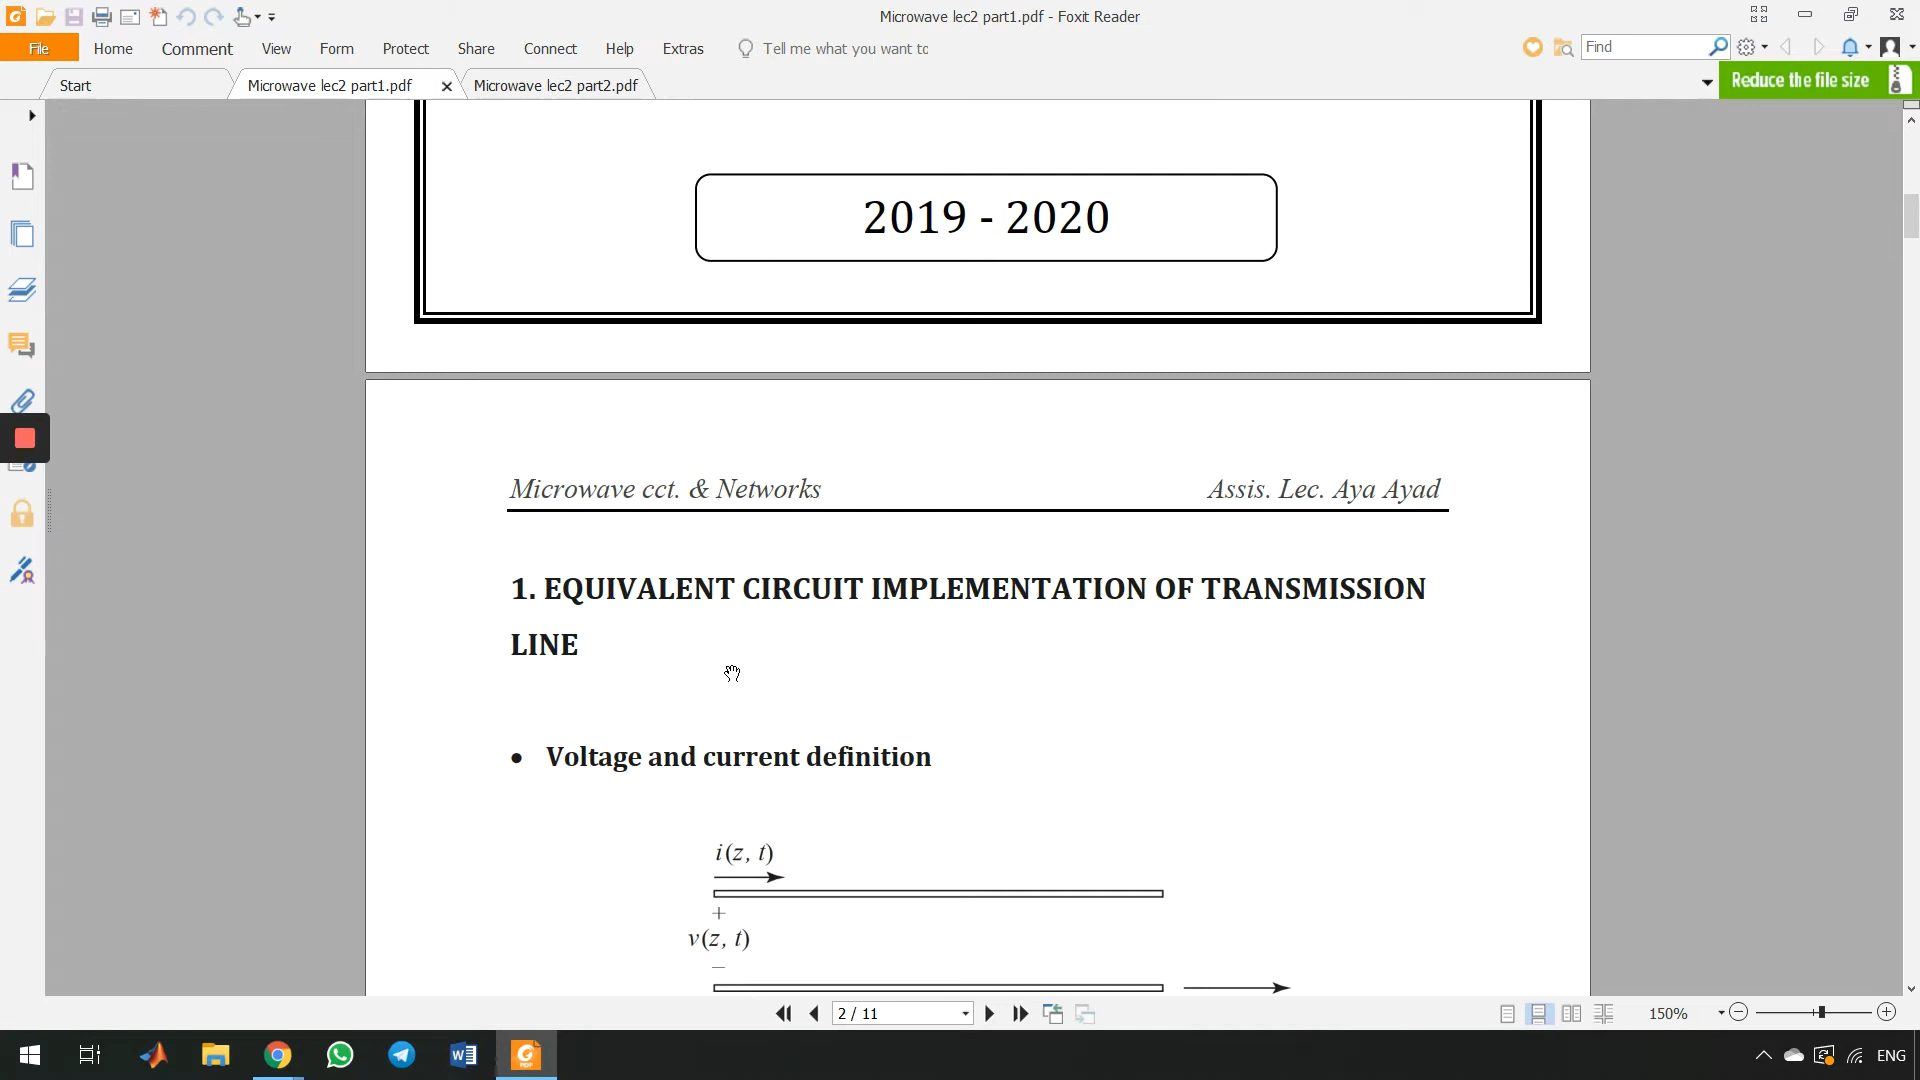 Microwave lec2 part1.pdf - Foxit Reader
File Home Comment View Form Protect Share Connect Help Extras Tell me what you want to Find
Start Microwave lec2 part1.pdf Microwave lec2 part2.pdf Reduce the file size
2019 - 2020
Microwave cct. & Networks Assis. Lec. Aya Ayad
1. EQUIVALENT CIRCUIT IMPLEMENTATION OF TRANSMISSION
LINE
• Voltage and current definition
i(z, t)
+
v(z, t)
−
2 / 11 150%
ENG